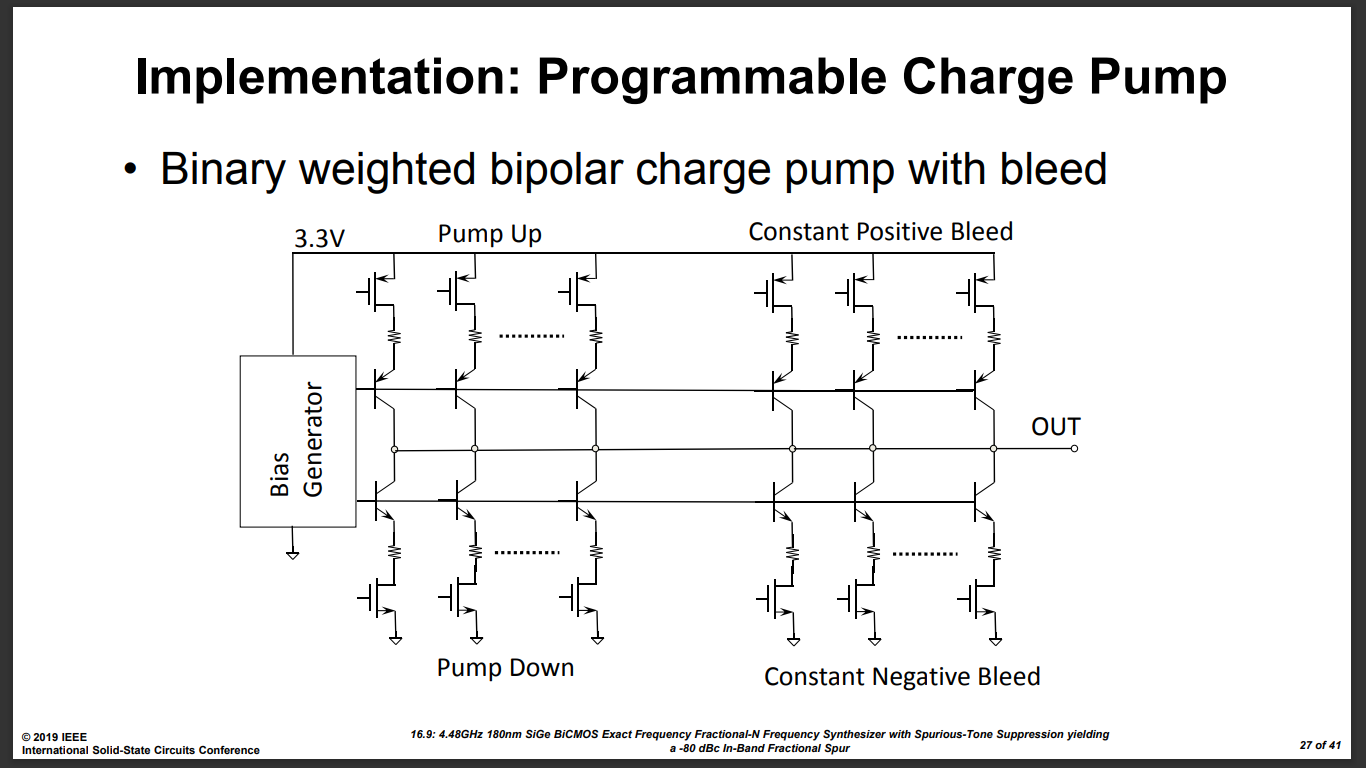 Implementation: Programmable Charge Pump
• Binary weighted bipolar charge pump with bleed
3.3V
Pump Up
Constant Positive Bleed
Bias
Generator
OUT
Pump Down
Constant Negative Bleed
© 2019 IEEE
International Solid-State Circuits Conference
16.9: 4.48GHz 180nm SiGe BiCMOS Exact Frequency Fractional-N Frequency Synthesizer with Spurious-Tone Suppression yielding
a -80 dBc In-Band Fractional Spur
27 of 41